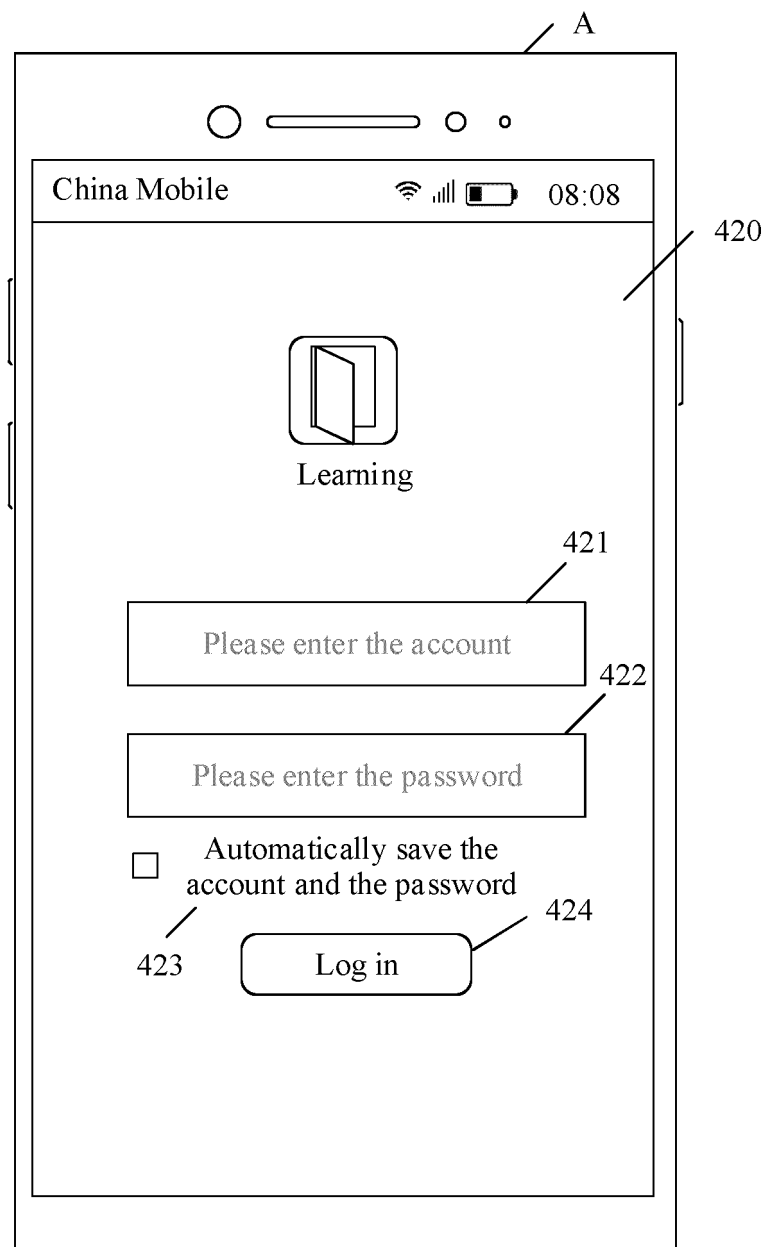 A
China Mobile 08:08
420
Learning
421
Please enter the account
422
Please enter the password
Automatically save the
account and the password
424
423
Log in